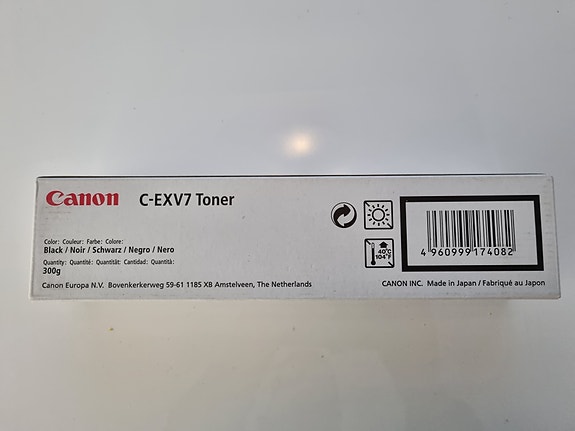 Canon C-EXV7 Toner
Color: Couleur: Farbe: Colore:
Black / Noir / Schwarz / Negro / Nero
Quantity: Quantité: Quantität: Cantidad: Quantità:
300g
Canon Europa N.V. Bovenkerkerweg 59-61 1185 XB Amstelveen, The Netherlands
40°C
104°F
4 960999 174082
CANON INC. Made in Japan / Fabriqué au Japon